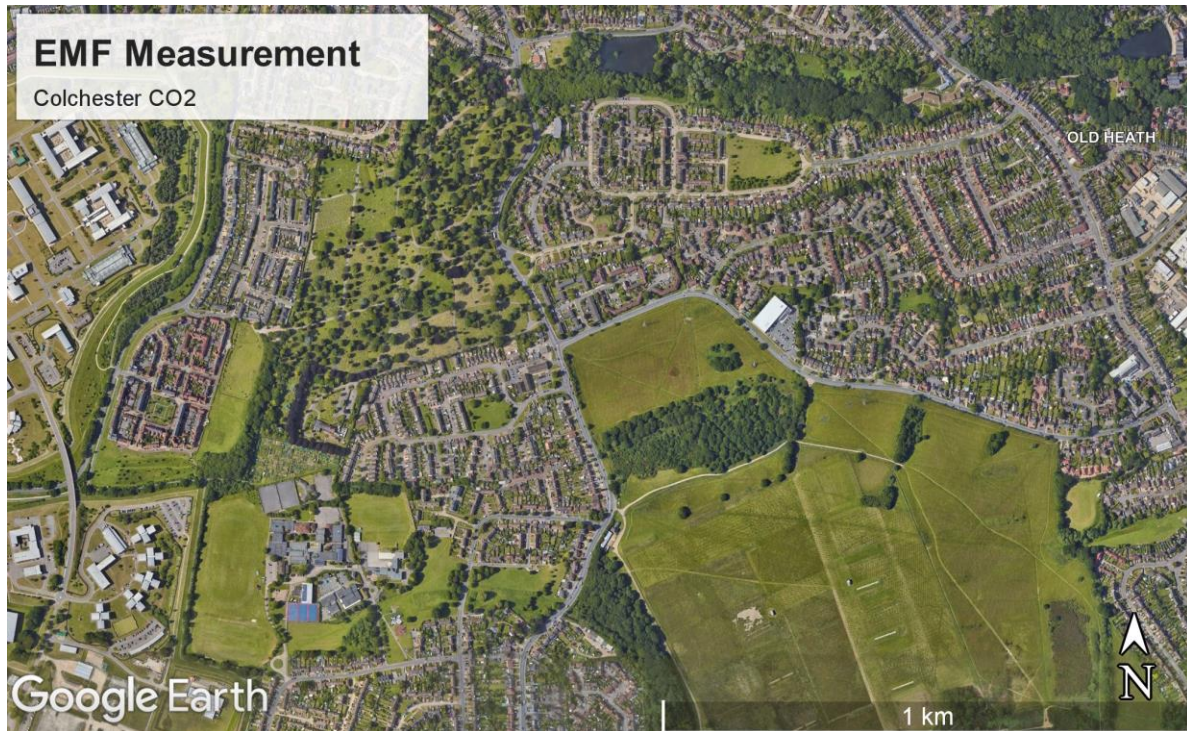 EMF Measurement
Colchester CO2
OLD HEATH
Google Earth
1 km
N